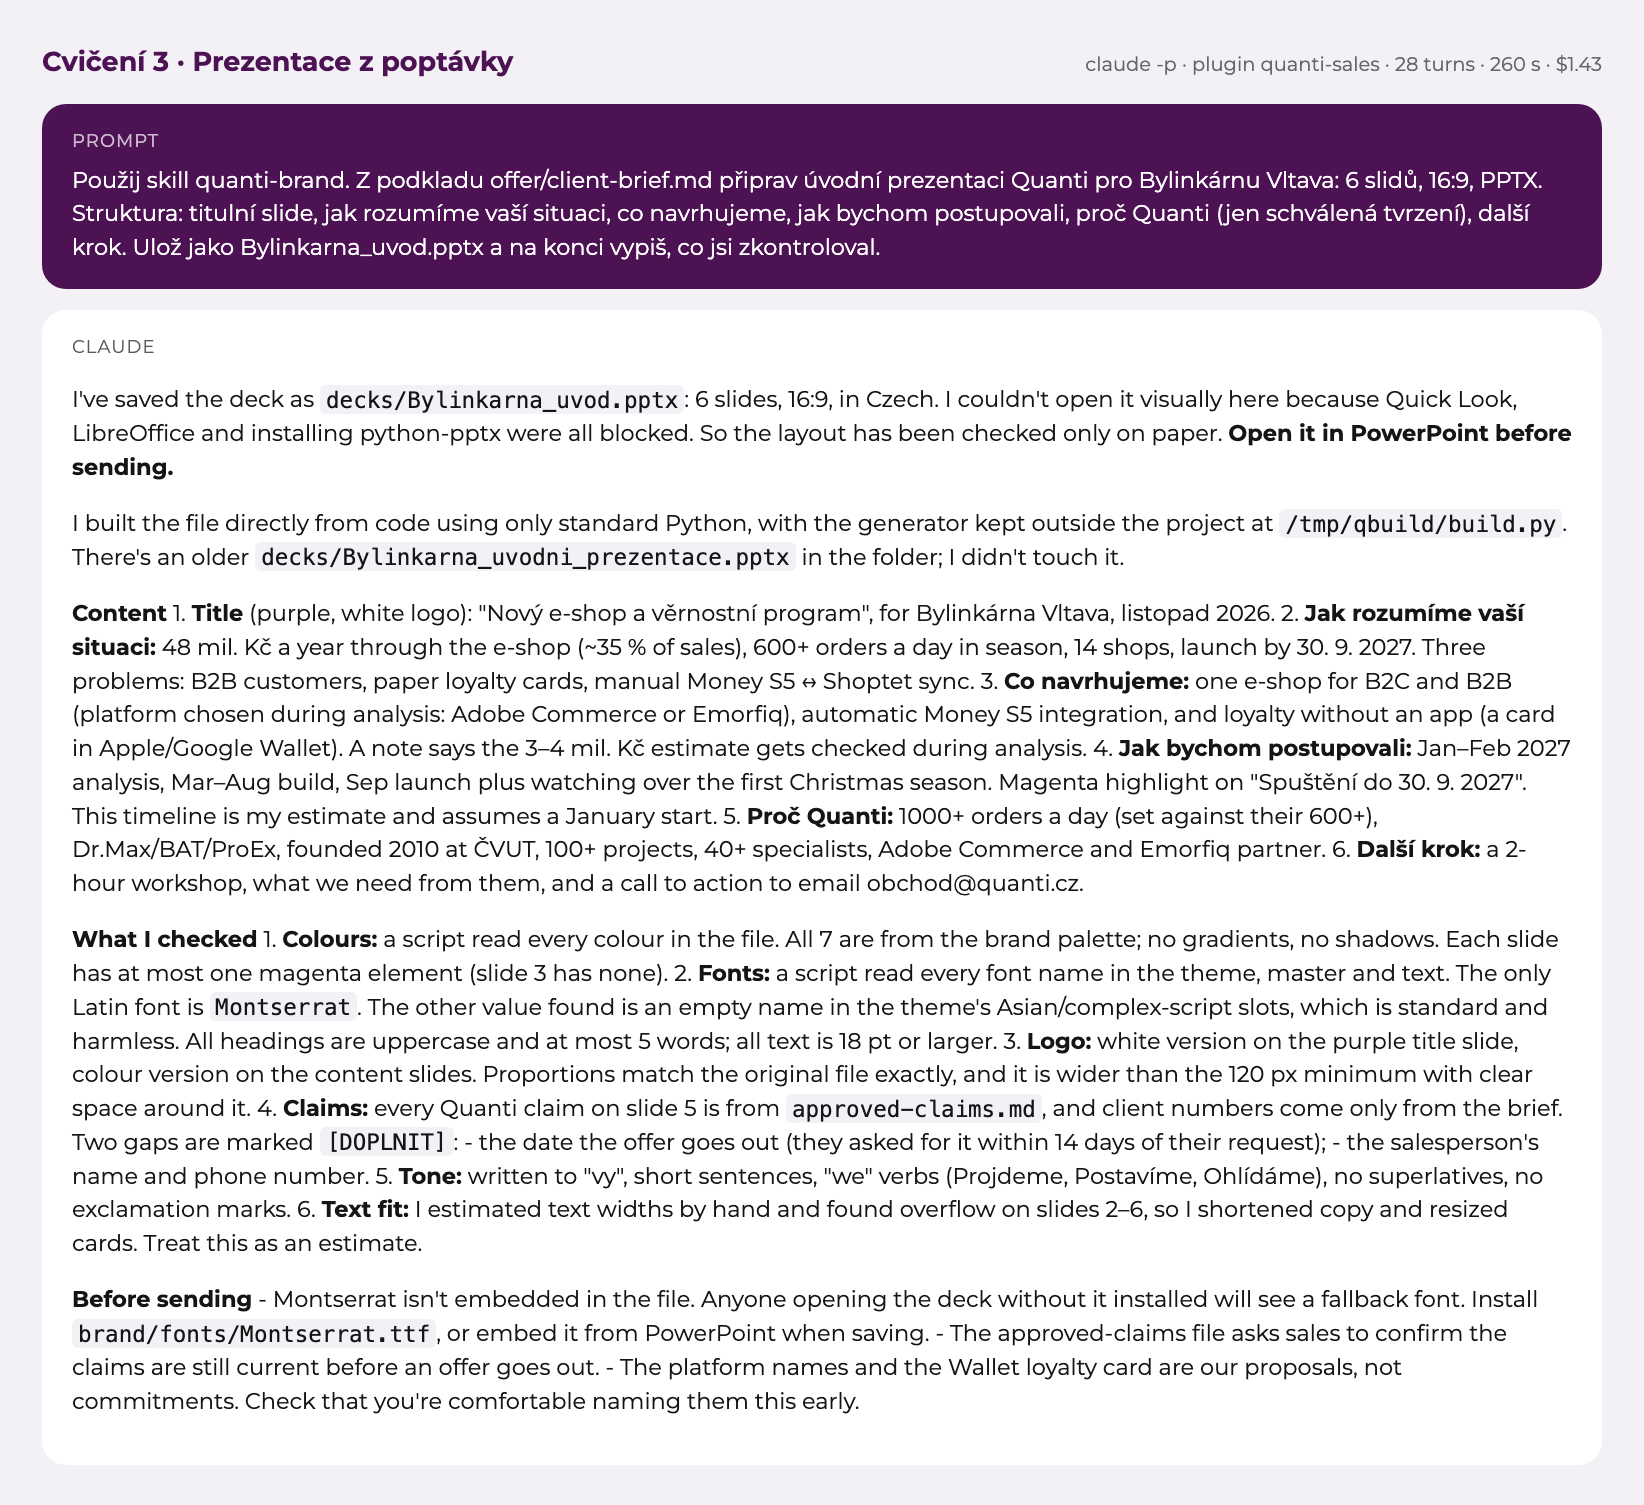 Cvičení 3 · Prezentace z poptávky
claude -p · plugin quanti-sales · 28 turns · 260 s · $1.43
PROMPT
Použij skill quanti-brand. Z podkladu offer/client-brief.md připrav úvodní prezentaci Quanti pro Bylinkárnu Vltava: 6 slidů, 16:9, PPTX.
Struktura: titulní slide, jak rozumíme vaší situaci, co navrhujeme, jak bychom postupovali, proč Quanti (jen schválená tvrzení), další
krok. Ulož jako Bylinkarna_uvod.pptx a na konci vypiš, co jsi zkontroloval.
CLAUDE
I've saved the deck as decks/Bylinkarna_uvod.pptx: 6 slides, 16:9, in Czech. I couldn't open it visually here because Quick Look,
LibreOffice and installing python-pptx were all blocked. So the layout has been checked only on paper. Open it in PowerPoint before
sending.
I built the file directly from code using only standard Python, with the generator kept outside the project at /tmp/qbuild/build.py.
There's an older decks/Bylinkarna_uvodni_prezentace.pptx in the folder; I didn't touch it.
Content 1. Title (purple, white logo): "Nový e-shop a věrnostní program", for Bylinkárna Vltava, listopad 2026. 2. Jak rozumíme vaší
situaci: 48 mil. Kč a year through the e-shop (~35 % of sales), 600+ orders a day in season, 14 shops, launch by 30. 9. 2027. Three
problems: B2B customers, paper loyalty cards, manual Money S5 ↔ Shoptet sync. 3. Co navrhujeme: one e-shop for B2C and B2B
(platform chosen during analysis: Adobe Commerce or Emorfiq), automatic Money S5 integration, and loyalty without an app (a card
in Apple/Google Wallet). A note says the 3–4 mil. Kč estimate gets checked during analysis. 4. Jak bychom postupovali: Jan–Feb 2027
analysis, Mar–Aug build, Sep launch plus watching over the first Christmas season. Magenta highlight on "Spuštění do 30. 9. 2027".
This timeline is my estimate and assumes a January start. 5. Proč Quanti: 1000+ orders a day (set against their 600+),
Dr.Max/BAT/ProEx, founded 2010 at ČVUT, 100+ projects, 40+ specialists, Adobe Commerce and Emorfiq partner. 6. Další krok: a 2-
hour workshop, what we need from them, and a call to action to email obchod@quanti.cz.
What I checked 1. Colours: a script read every colour in the file. All 7 are from the brand palette; no gradients, no shadows. Each slide
has at most one magenta element (slide 3 has none). 2. Fonts: a script read every font name in the theme, master and text. The only
Latin font is Montserrat. The other value found is an empty name in the theme's Asian/complex-script slots, which is standard and
harmless. All headings are uppercase and at most 5 words; all text is 18 pt or larger. 3. Logo: white version on the purple title slide,
colour version on the content slides. Proportions match the original file exactly, and it is wider than the 120 px minimum with clear
space around it. 4. Claims: every Quanti claim on slide 5 is from approved-claims.md, and client numbers come only from the brief.
Two gaps are marked [DOPLNIT]: - the date the offer goes out (they asked for it within 14 days of their request); - the salesperson's
name and phone number. 5. Tone: written to "vy", short sentences, "we" verbs (Projdeme, Postavíme, Ohlídáme), no superlatives, no
exclamation marks. 6. Text fit: I estimated text widths by hand and found overflow on slides 2–6, so I shortened copy and resized
cards. Treat this as an estimate.
Before sending - Montserrat isn't embedded in the file. Anyone opening the deck without it installed will see a fallback font. Install
brand/fonts/Montserrat.ttf, or embed it from PowerPoint when saving. - The approved-claims file asks sales to confirm the
claims are still current before an offer goes out. - The platform names and the Wallet loyalty card are our proposals, not
commitments. Check that you're comfortable naming them this early.